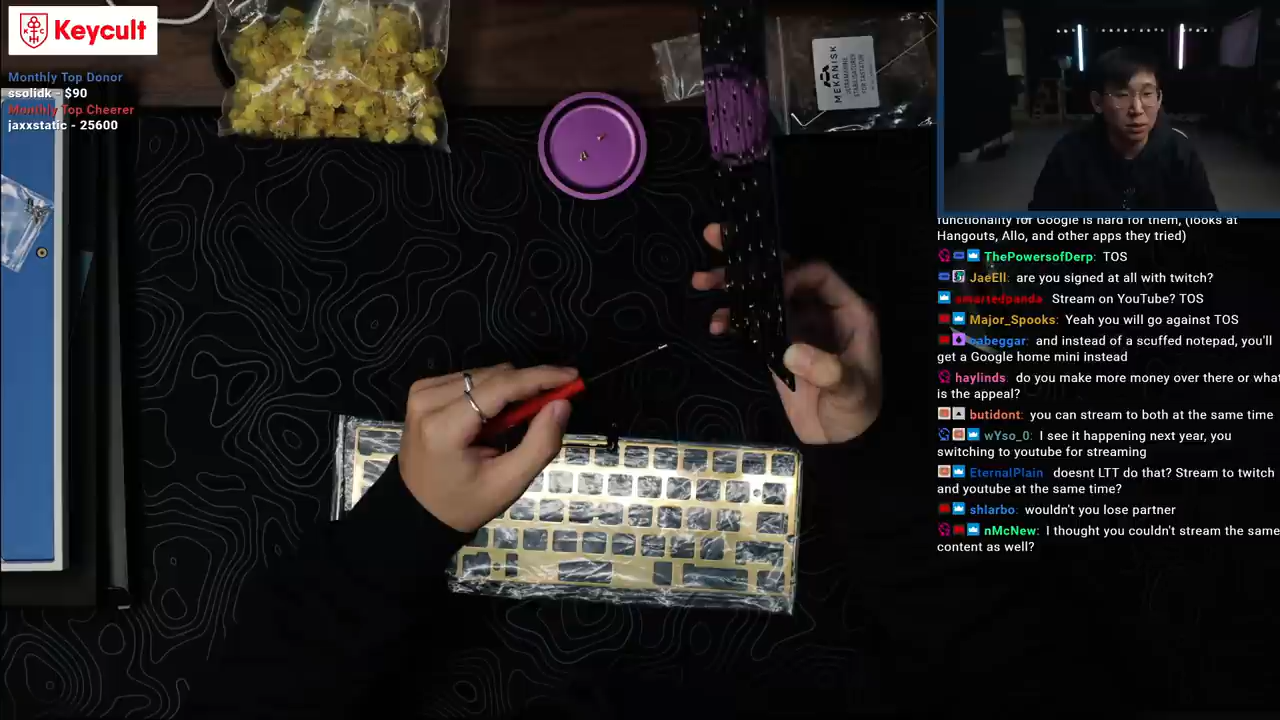 Keycult
Monthly Top Donor
ssolidk - $90
Monthly Top Cheerer
jaxxstatic - 25600
MEKANISK
ULTRAMARINE
STABILISATORER
FOR TASTATUR
functionality for Google is hard for them, (looks at
Hangouts, Allo, and other apps they tried)
ThePowersofDerp: TOS
JaeEll: are you signed at all with twitch?
smartedpanda Stream on YouTube? TOS
Major_Spooks: Yeah you will go against TOS
oabeggar: and instead of a scuffed notepad, you'll
get a Google home mini instead
haylinds: do you make more money over there or what
is the appeal?
butidont: you can stream to both at the same time
wYso_0: I see it happening next year, you
switching to youtube for streaming
EternalPlain doesnt LTT do that? Stream to twitch
and youtube at the same time?
shlarbo: wouldn't you lose partner
nMcNew: I thought you couldn't stream the same
content as well?